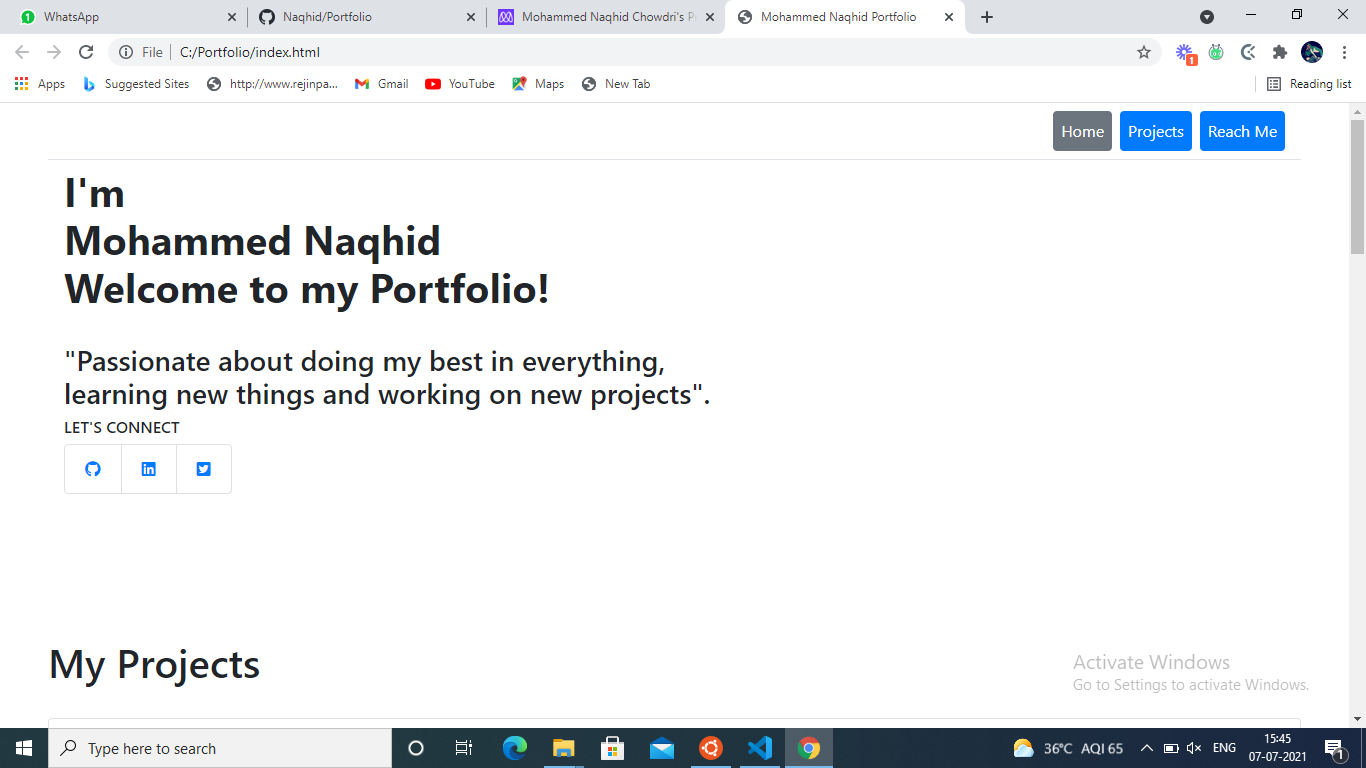 WhatsApp
Naqhid/Portfolio
Mohammed Naqhid Chowdri's P
Mohammed Naqhid Portfolio
File
C:/Portfolio/index.html
1
Apps
Suggested Sites
http://www.rejinpa...
Gmail
YouTube
Maps
New Tab
Reading list
Home
Projects
Reach Me
I'm
Mohammed Naqhid
Welcome to my Portfolio!
"Passionate about doing my best in everything,
learning new things and working on new projects".
LET'S CONNECT
My Projects
Activate Windows
Go to Settings to activate Windows.
Type here to search
36°C AQI 65
ENG
15:45
07-07-2021
1